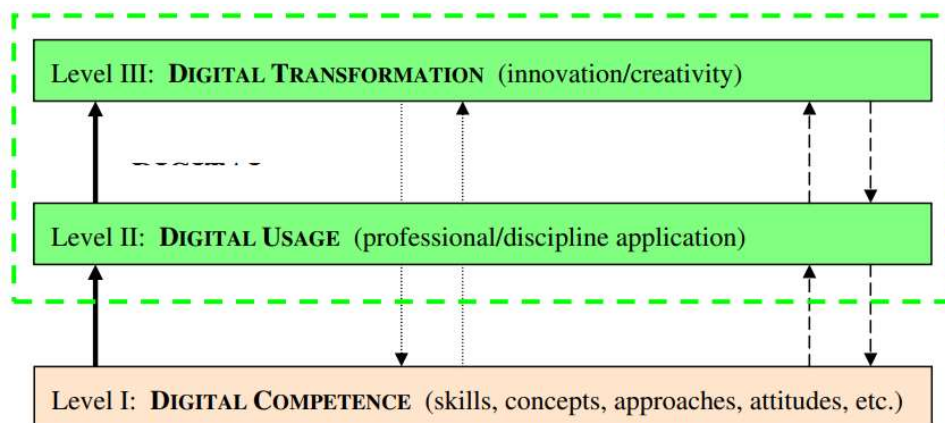 Level III: DIGITAL TRANSFORMATION (innovation/creativity)
Level II: DIGITAL USAGE (professional/discipline application)
Level I: DIGITAL COMPETENCE (skills, concepts, approaches, attitudes, etc.)